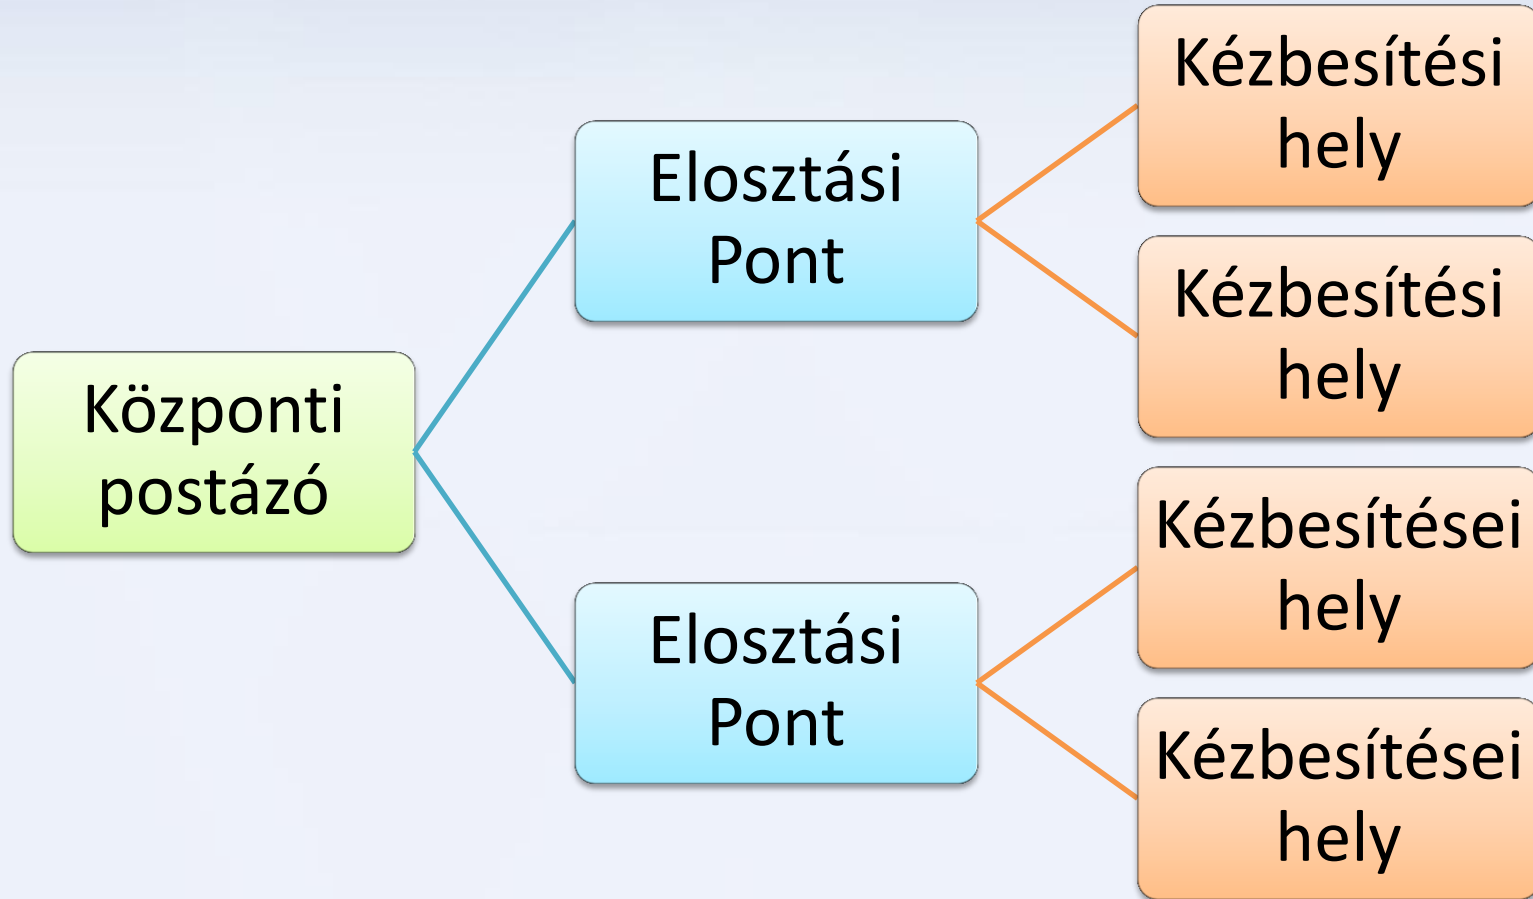 Központi
postázó
Elosztási
Pont
Kézbesítési
hely
Kézbesítési
hely
Elosztási
Pont
Kézbesítései
hely
Kézbesítései
hely